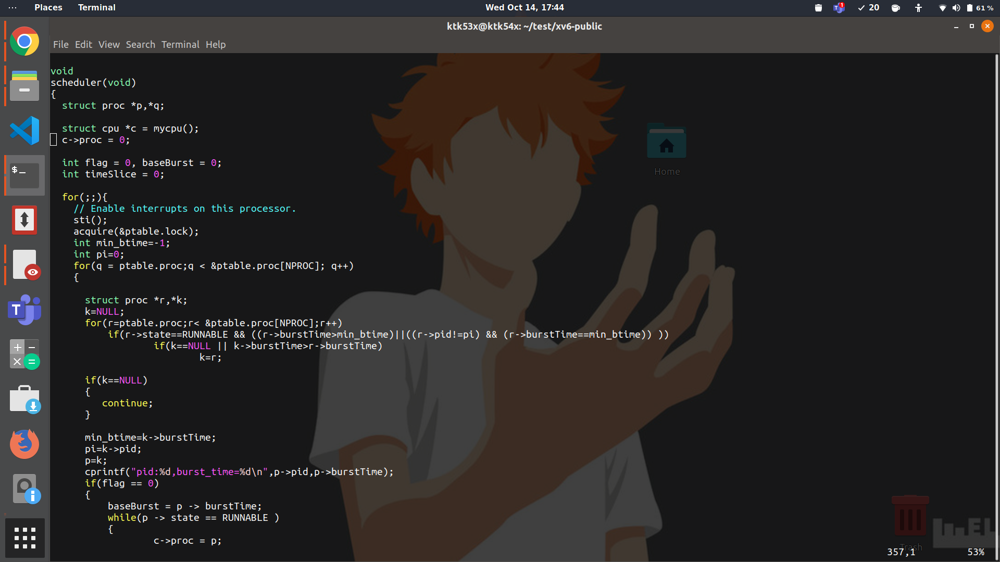 ... Places Terminal Wed Oct 14, 17:44 T 1 20 61 %
ktk53x@ktk54x: ~/test/xv6-public
File Edit View Search Terminal Help
void
scheduler(void)
{
struct proc *p,*q;
struct cpu *c = mycpu();
c->proc = 0;
int flag = 0, baseBurst = 0;
int timeSlice = 0;
for(;;){
// Enable interrupts on this processor.
sti();
acquire(&ptable.lock);
int min_btime=-1;
int pi=0;
for(q = ptable.proc;q < &ptable.proc[NPROC]; q++)
{
struct proc *r,*k;
k=NULL;
for(r=ptable.proc;r< &ptable.proc[NPROC];r++)
if(r->state==RUNNABLE && ((r->burstTime>min_btime)||((r->pid!=pi) && (r->burstTime==min_btime)) ))
if(k==NULL || k->burstTime>r->burstTime)
k=r;
if(k==NULL)
{
continue;
}
min_btime=k->burstTime;
pi=k->pid;
p=k;
cprintf("pid:%d,burst_time=%d\n",p->pid,p->burstTime);
if(flag == 0)
{
baseBurst = p -> burstTime;
while(p -> state == RUNNABLE )
{
c->proc = p;
357,1 53%
Home
Trash
$_
T